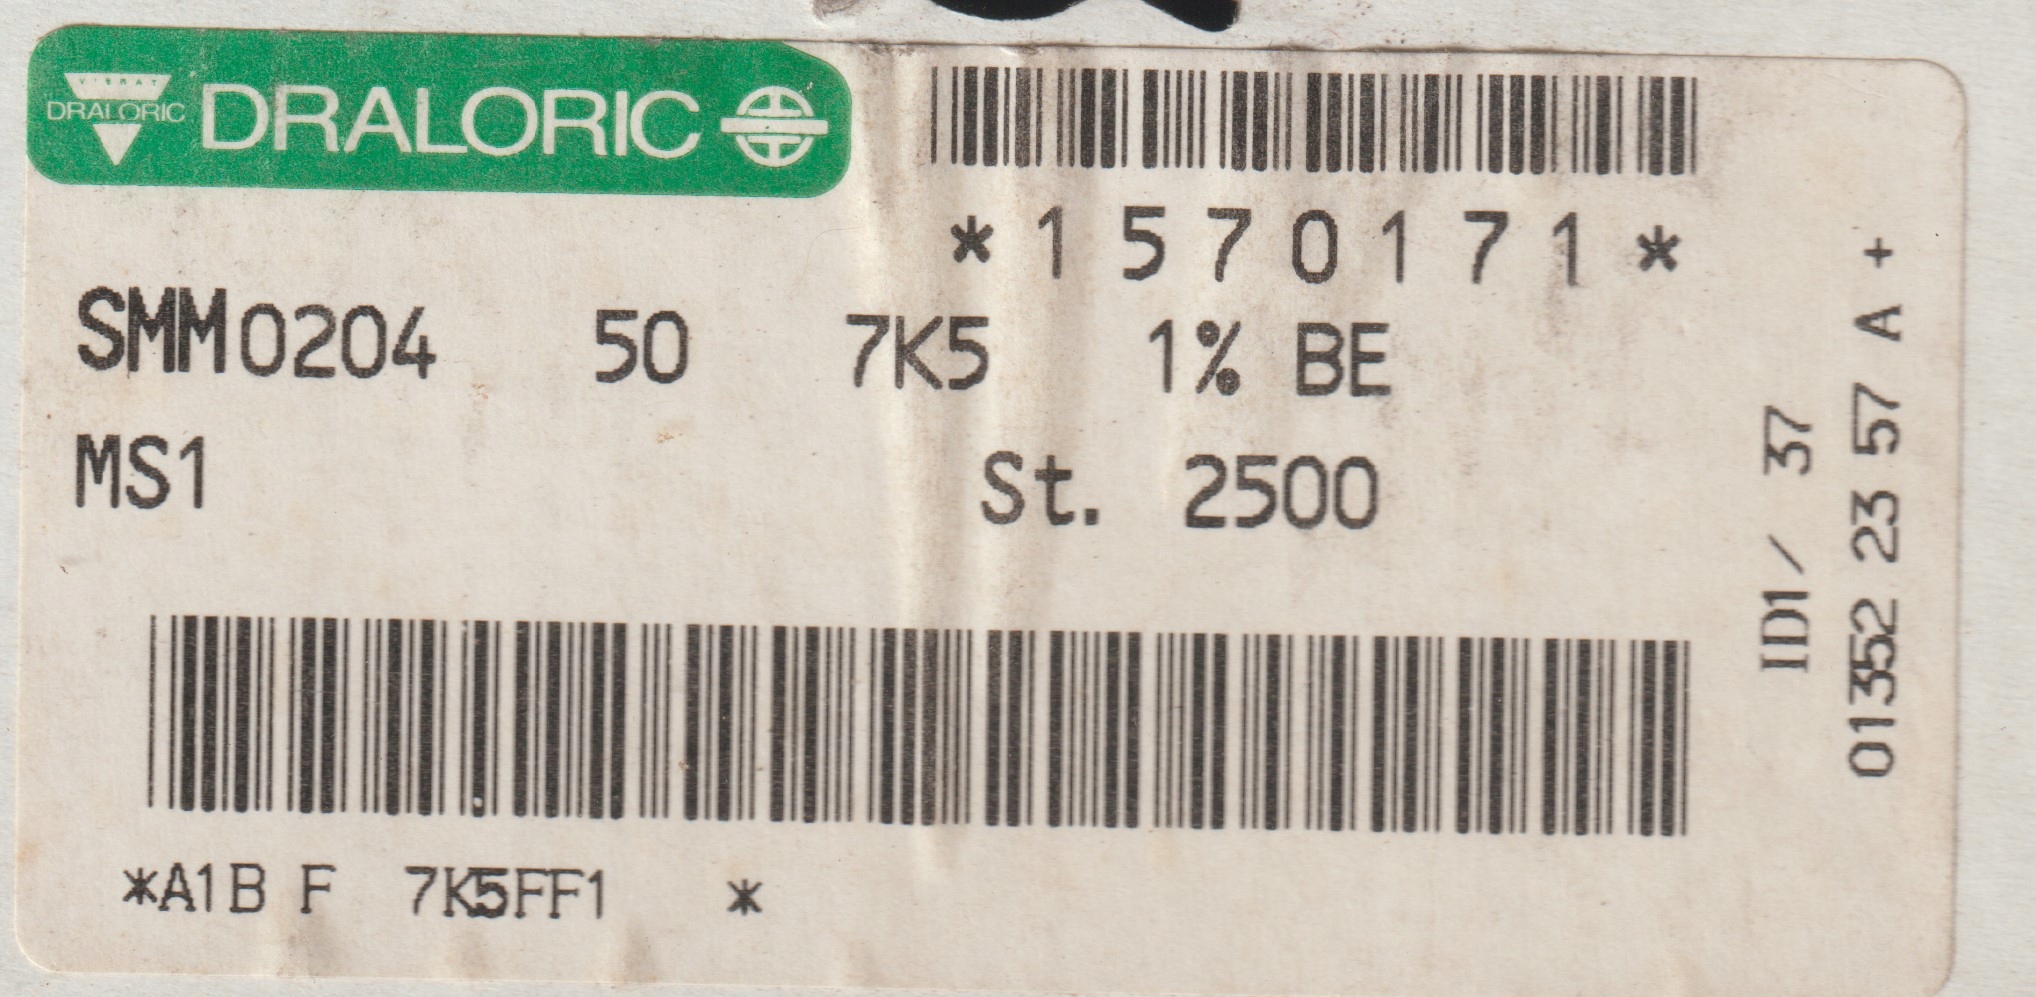 VISHAY
DRALORIC
DRALORIC
*1570171*
SMM0204 50 7K5 1% BE
MS1 St. 2500
*A1B F 7K5FF1 *
ID1/ 37
01352 23 57 A +